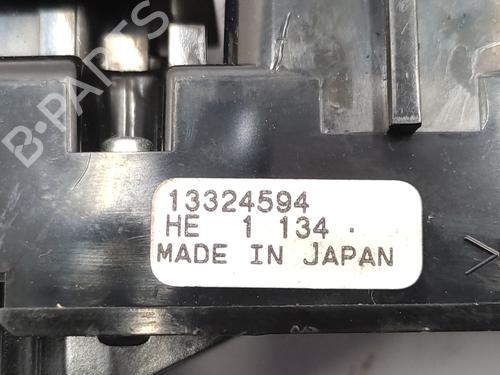 B-PARTS
13324594
HE 1 134 .
MADE IN JAPAN